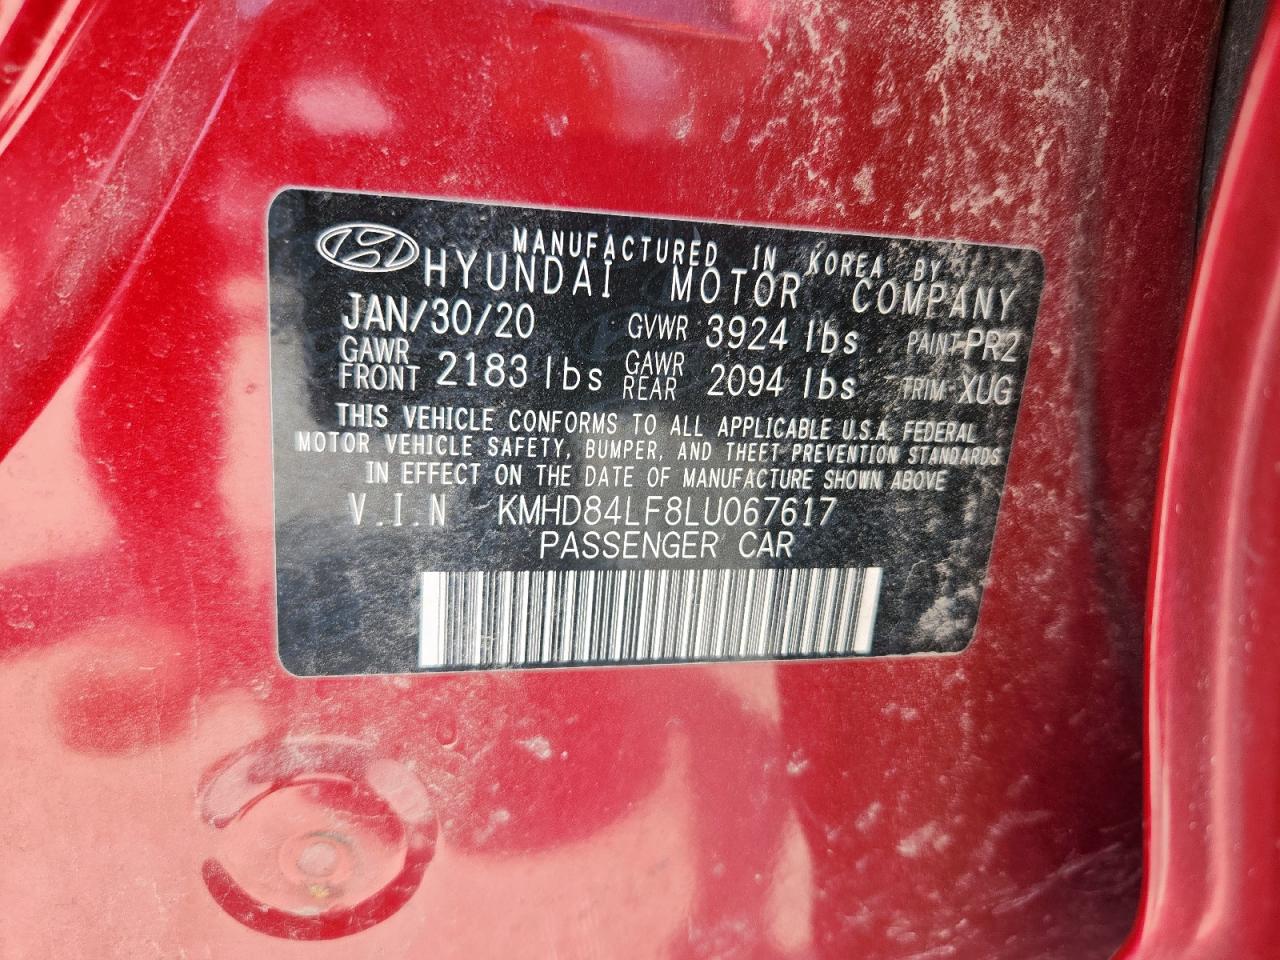 MANUFACTURED IN KOREA BY
HYUNDAI MOTOR COMPANY
JAN/30/20 GVWR 3924 lbs PAINT PR2
GAWR FRONT 2183 lbs GAWR REAR 2094 lbs TRIM XUG
THIS VEHICLE CONFORMS TO ALL APPLICABLE U.S.A. FEDERAL
MOTOR VEHICLE SAFETY, BUMPER, AND THEFT PREVENTION STANDARDS
IN EFFECT ON THE DATE OF MANUFACTURE SHOWN ABOVE
V.I.N KMHD84LF8LU067617
PASSENGER CAR